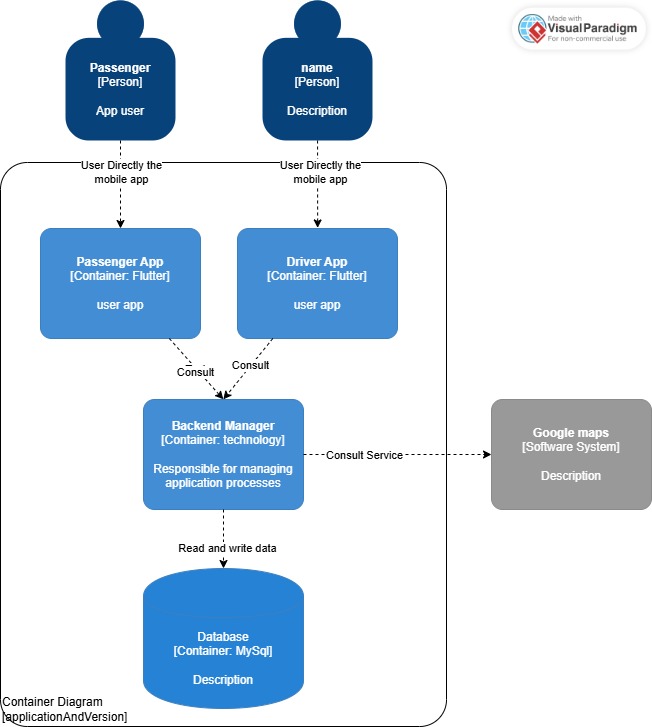 Made with
VisualParadigm
For non-commercial use
Passenger
[Person]
App user
name
[Person]
Description
User Directly the
mobile app
User Directly the
mobile app
Passenger App
[Container: Flutter]
user app
Driver App
[Container: Flutter]
user app
Consult
Consult
Backend Manager
[Container: technology]
Responsible for managing
application processes
Consult Service
Google maps
[Software System]
Description
Read and write data
Database
[Container: MySql]
Description
Container Diagram
[applicationAndVersion]